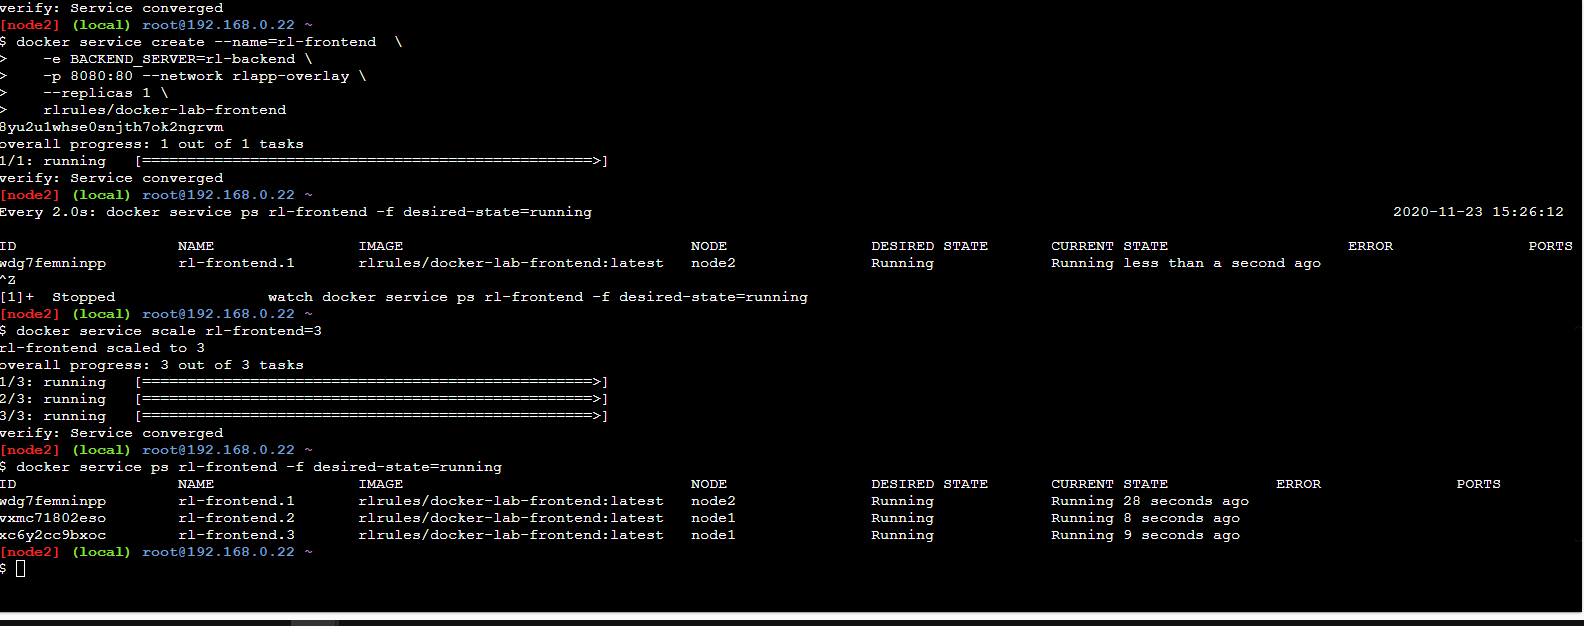 verify: Service converged
[node2] (local) root@192.168.0.22 ~
$ docker service create --name=rl-frontend  \
>    -e BACKEND_SERVER=rl-backend \
>    -p 8080:80 --network rlapp-overlay \
>    --replicas 1 \
>    rlrules/docker-lab-frontend
8yu2u1whse0snjth7ok2ngrvm
overall progress: 1 out of 1 tasks
1/1: running   [==================================================>]
verify: Service converged
[node2] (local) root@192.168.0.22 ~
Every 2.0s: docker service ps rl-frontend -f desired-state=running 2020-11-23 15:26:12
ID NAME IMAGE NODE DESIRED STATE CURRENT STATE ERROR PORTS
wdg7femninpp rl-frontend.1 rlrules/docker-lab-frontend:latest node2 Running Running less than a second ago
^Z
[1]+  Stopped                 watch docker service ps rl-frontend -f desired-state=running
[node2] (local) root@192.168.0.22 ~
$ docker service scale rl-frontend=3
rl-frontend scaled to 3
overall progress: 3 out of 3 tasks
1/3: running   [==================================================>]
2/3: running   [==================================================>]
3/3: running   [==================================================>]
verify: Service converged
[node2] (local) root@192.168.0.22 ~
$ docker service ps rl-frontend -f desired-state=running
ID NAME IMAGE NODE DESIRED STATE CURRENT STATE ERROR PORTS
wdg7femninpp rl-frontend.1 rlrules/docker-lab-frontend:latest node2 Running Running 28 seconds ago
vxmc71802eso rl-frontend.2 rlrules/docker-lab-frontend:latest node1 Running Running 8 seconds ago
xc6y2cc9bxoc rl-frontend.3 rlrules/docker-lab-frontend:latest node1 Running Running 9 seconds ago
[node2] (local) root@192.168.0.22 ~
$